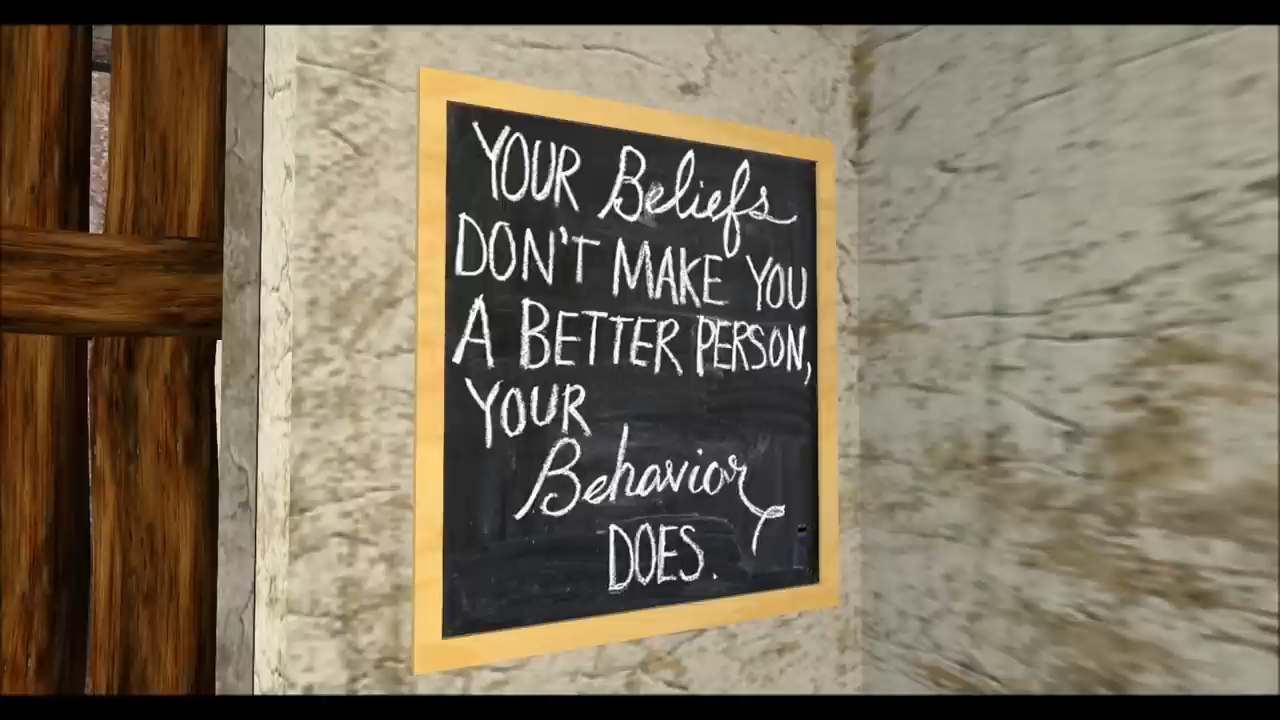 YOUR Beliefs
DON'T MAKE YOU
A BETTER PERSON,
YOUR
Behavior
DOES.